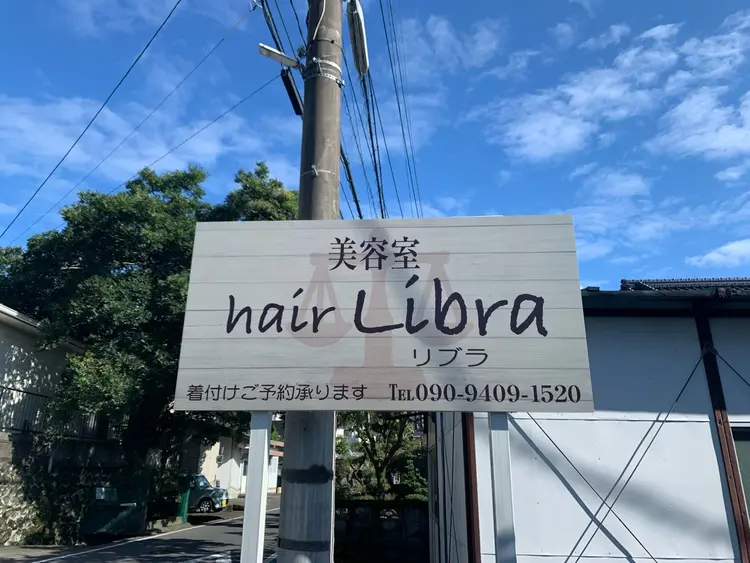 美容室
hair Libra
リブラ
着付けご予約承ります TEL090-9409-1520